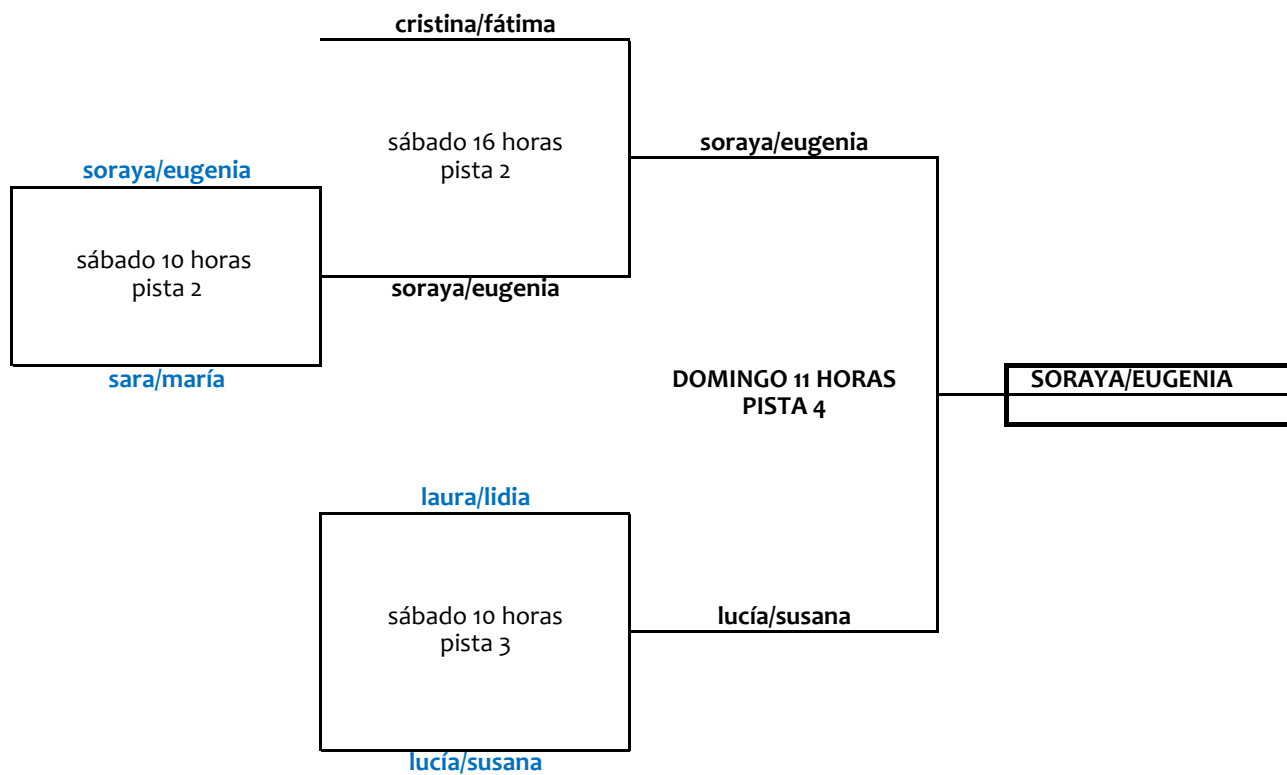 cristina/fátima
sábado 16 horas
pista 2
soraya/eugenia
soraya/eugenia
sábado 10 horas
pista 2
soraya/eugenia
sara/maría
DOMINGO 11 HORAS
PISTA 4
SORAYA/EUGENIA
laura/lidia
sábado 10 horas
pista 3
lucía/susana
lucía/susana